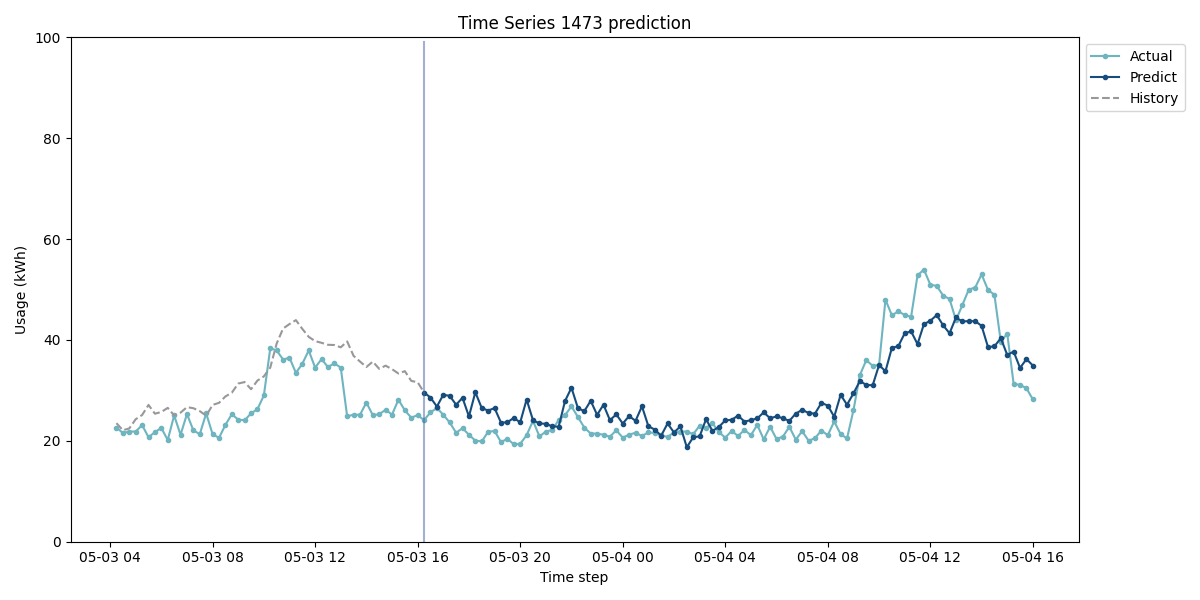 Time Series 1473 prediction
100
80
60
40
20
0
Usage (kWh)
05-03 04
05-03 08
05-03 12
05-03 16
05-03 20
05-04 00
05-04 04
05-04 08
05-04 12
05-04 16
Time step
Actual
Predict
History